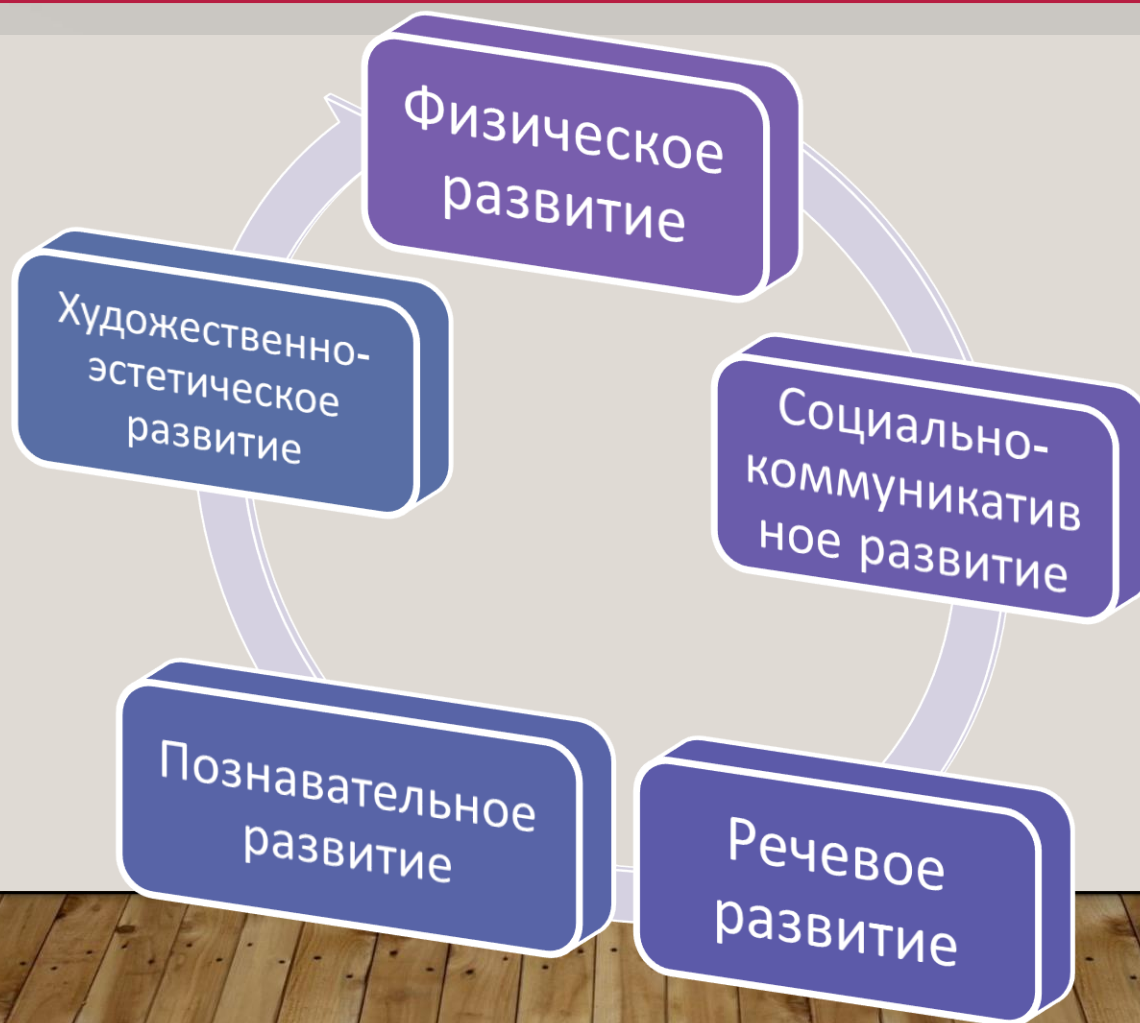 Физическое
развитие
Социально-
коммуникатив
ное развитие
Речевое
развитие
Познавательное
развитие
Художественно-
эстетическое
развитие